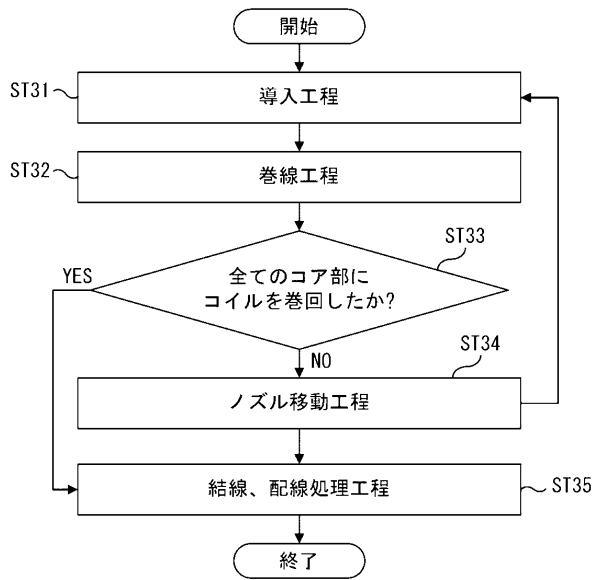 開始
ST31
導入工程
ST32
巻線工程
ST33
YES
全てのコア部に
コイルを巻回したか?
NO
ST34
ノズル移動工程
結線、配線処理工程
ST35
終了